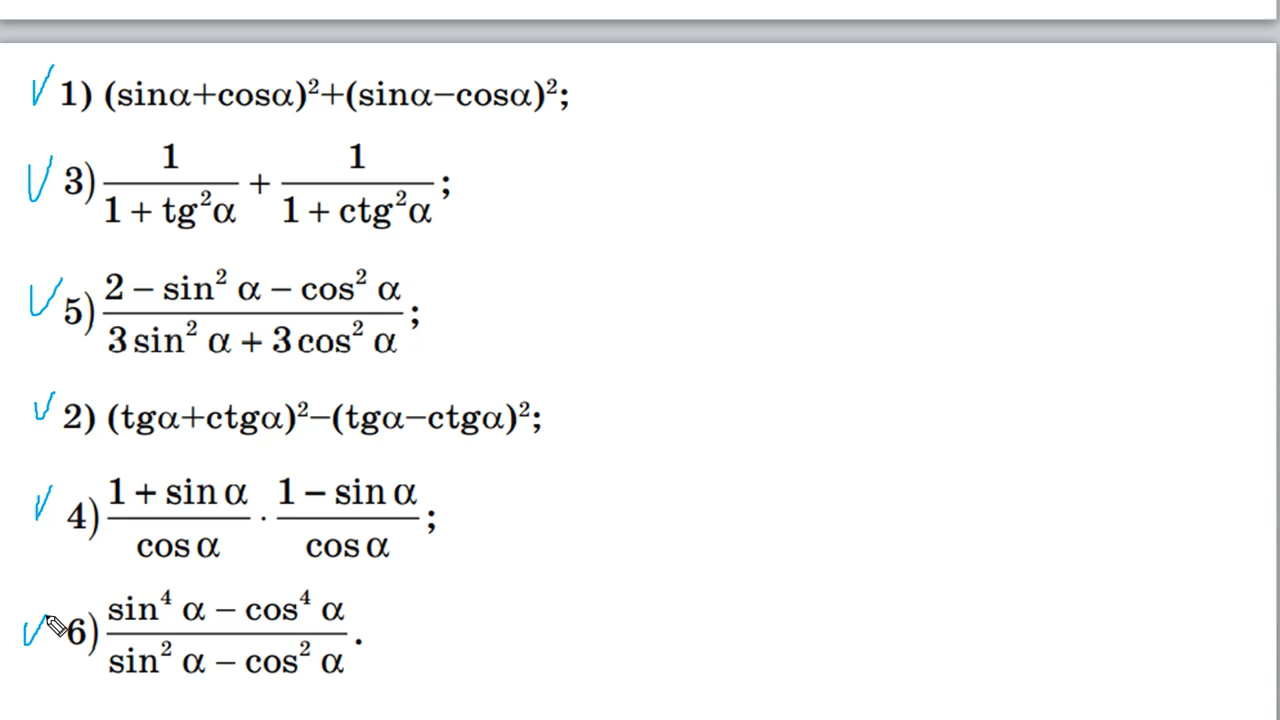 1) (sinα+cosα)²+(sinα−cosα)²;
3) 1/(1 + tg²α) + 1/(1 + ctg²α);
5) (2 − sin² α − cos² α)/(3 sin² α + 3 cos² α);
2) (tgα+ctgα)²−(tgα−ctgα)²;
4) (1 + sin α)/(cos α) · (1 − sin α)/(cos α);
6) (sin⁴ α − cos⁴ α)/(sin² α − cos² α).